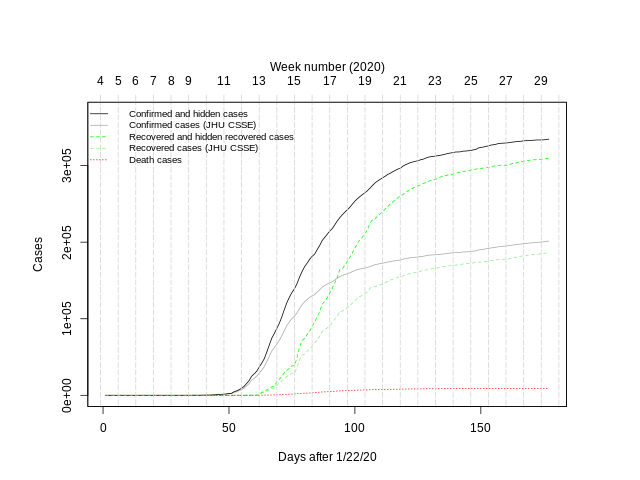 Week number (2020)
4 5 6 7 8 9 11 13 15 17 19 21 23 25 27 29
Confirmed and hidden cases
Confirmed cases (JHU CSSE)
Recovered and hidden recovered cases
Recovered cases (JHU CSSE)
Death cases
Cases
3e+05
2e+05
1e+05
0e+00
0 50 100 150
Days after 1/22/20